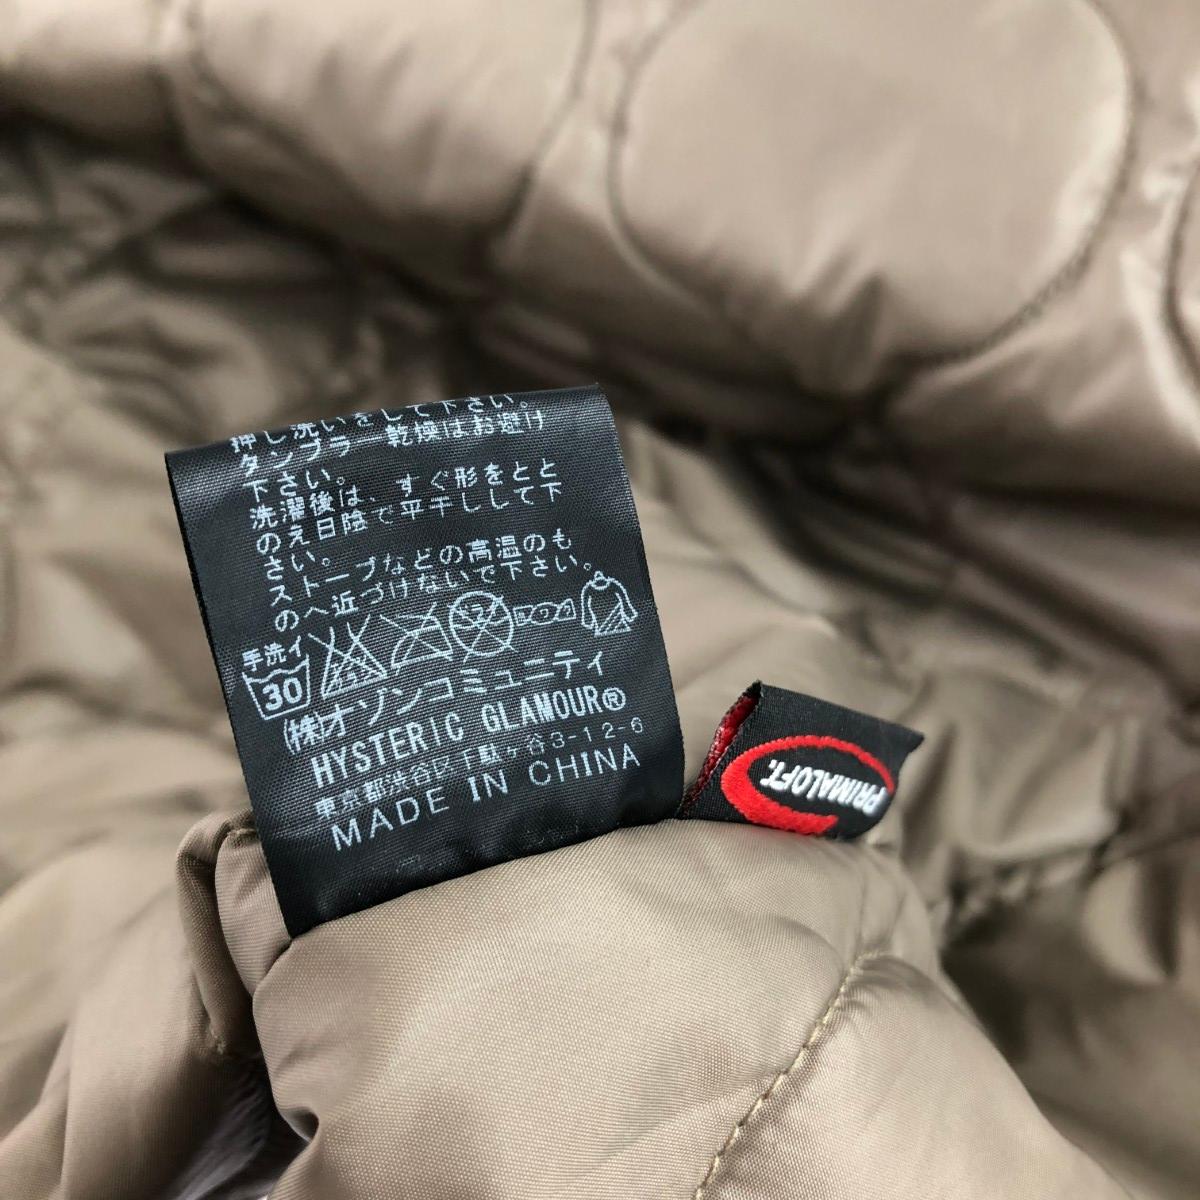 押し洗いをして下さい。
タンブラー乾燥はお避け
下さい。
洗濯後は、すぐ形をとと
のえ日陰で平干しして下
さい。
ストーブなどの高温のも
のへ近づけないで下さい。
手洗イ
30
(株)オゾンコミュニティ
HYSTERIC GLAMOUR®
東京都渋谷区千駄ヶ谷3-12-6
MADE IN CHINA
PRIMALOFT.